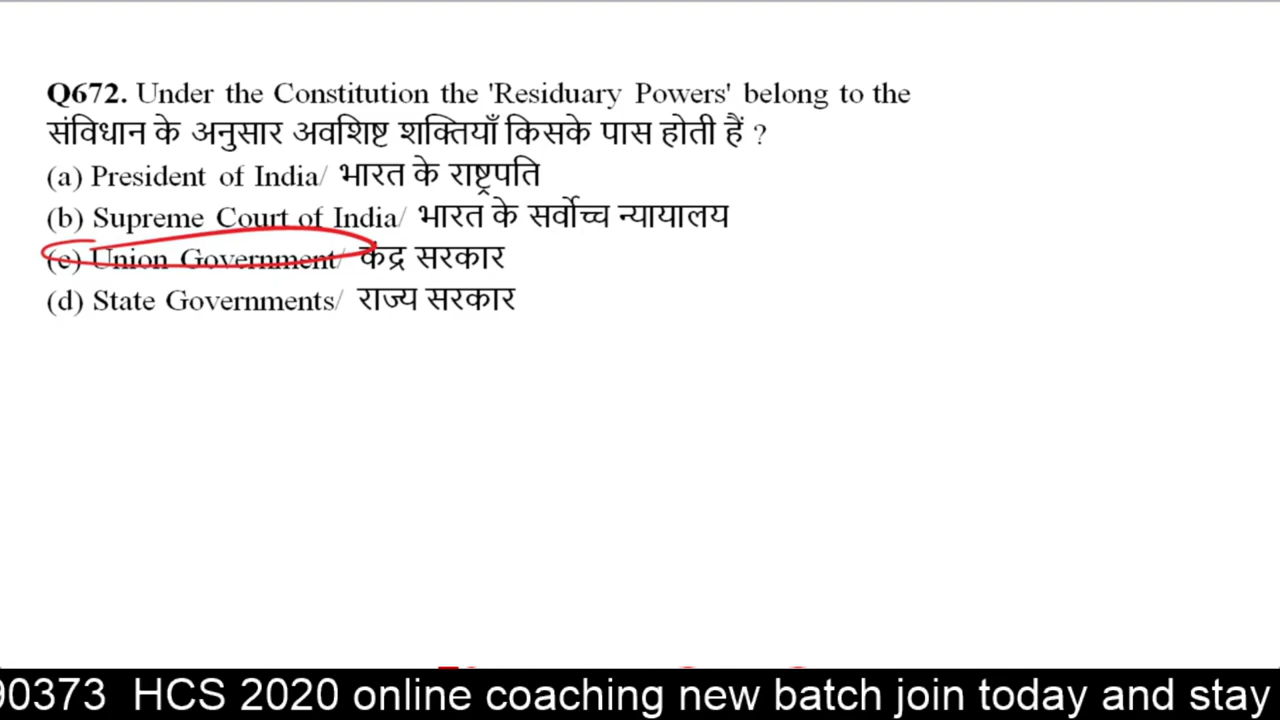 Q672. Under the Constitution the 'Residuary Powers' belong to the
संविधान के अनुसार अवशिष्ट शक्तियाँ किसके पास होती हैं ?
(a) President of India/ भारत के राष्ट्रपति
(b) Supreme Court of India/ भारत के सर्वोच्च न्यायालय
(c) Union Government/ केंद्र सरकार
(d) State Governments/ राज्य सरकार
90373 HCS 2020 online coaching new batch join today and stay